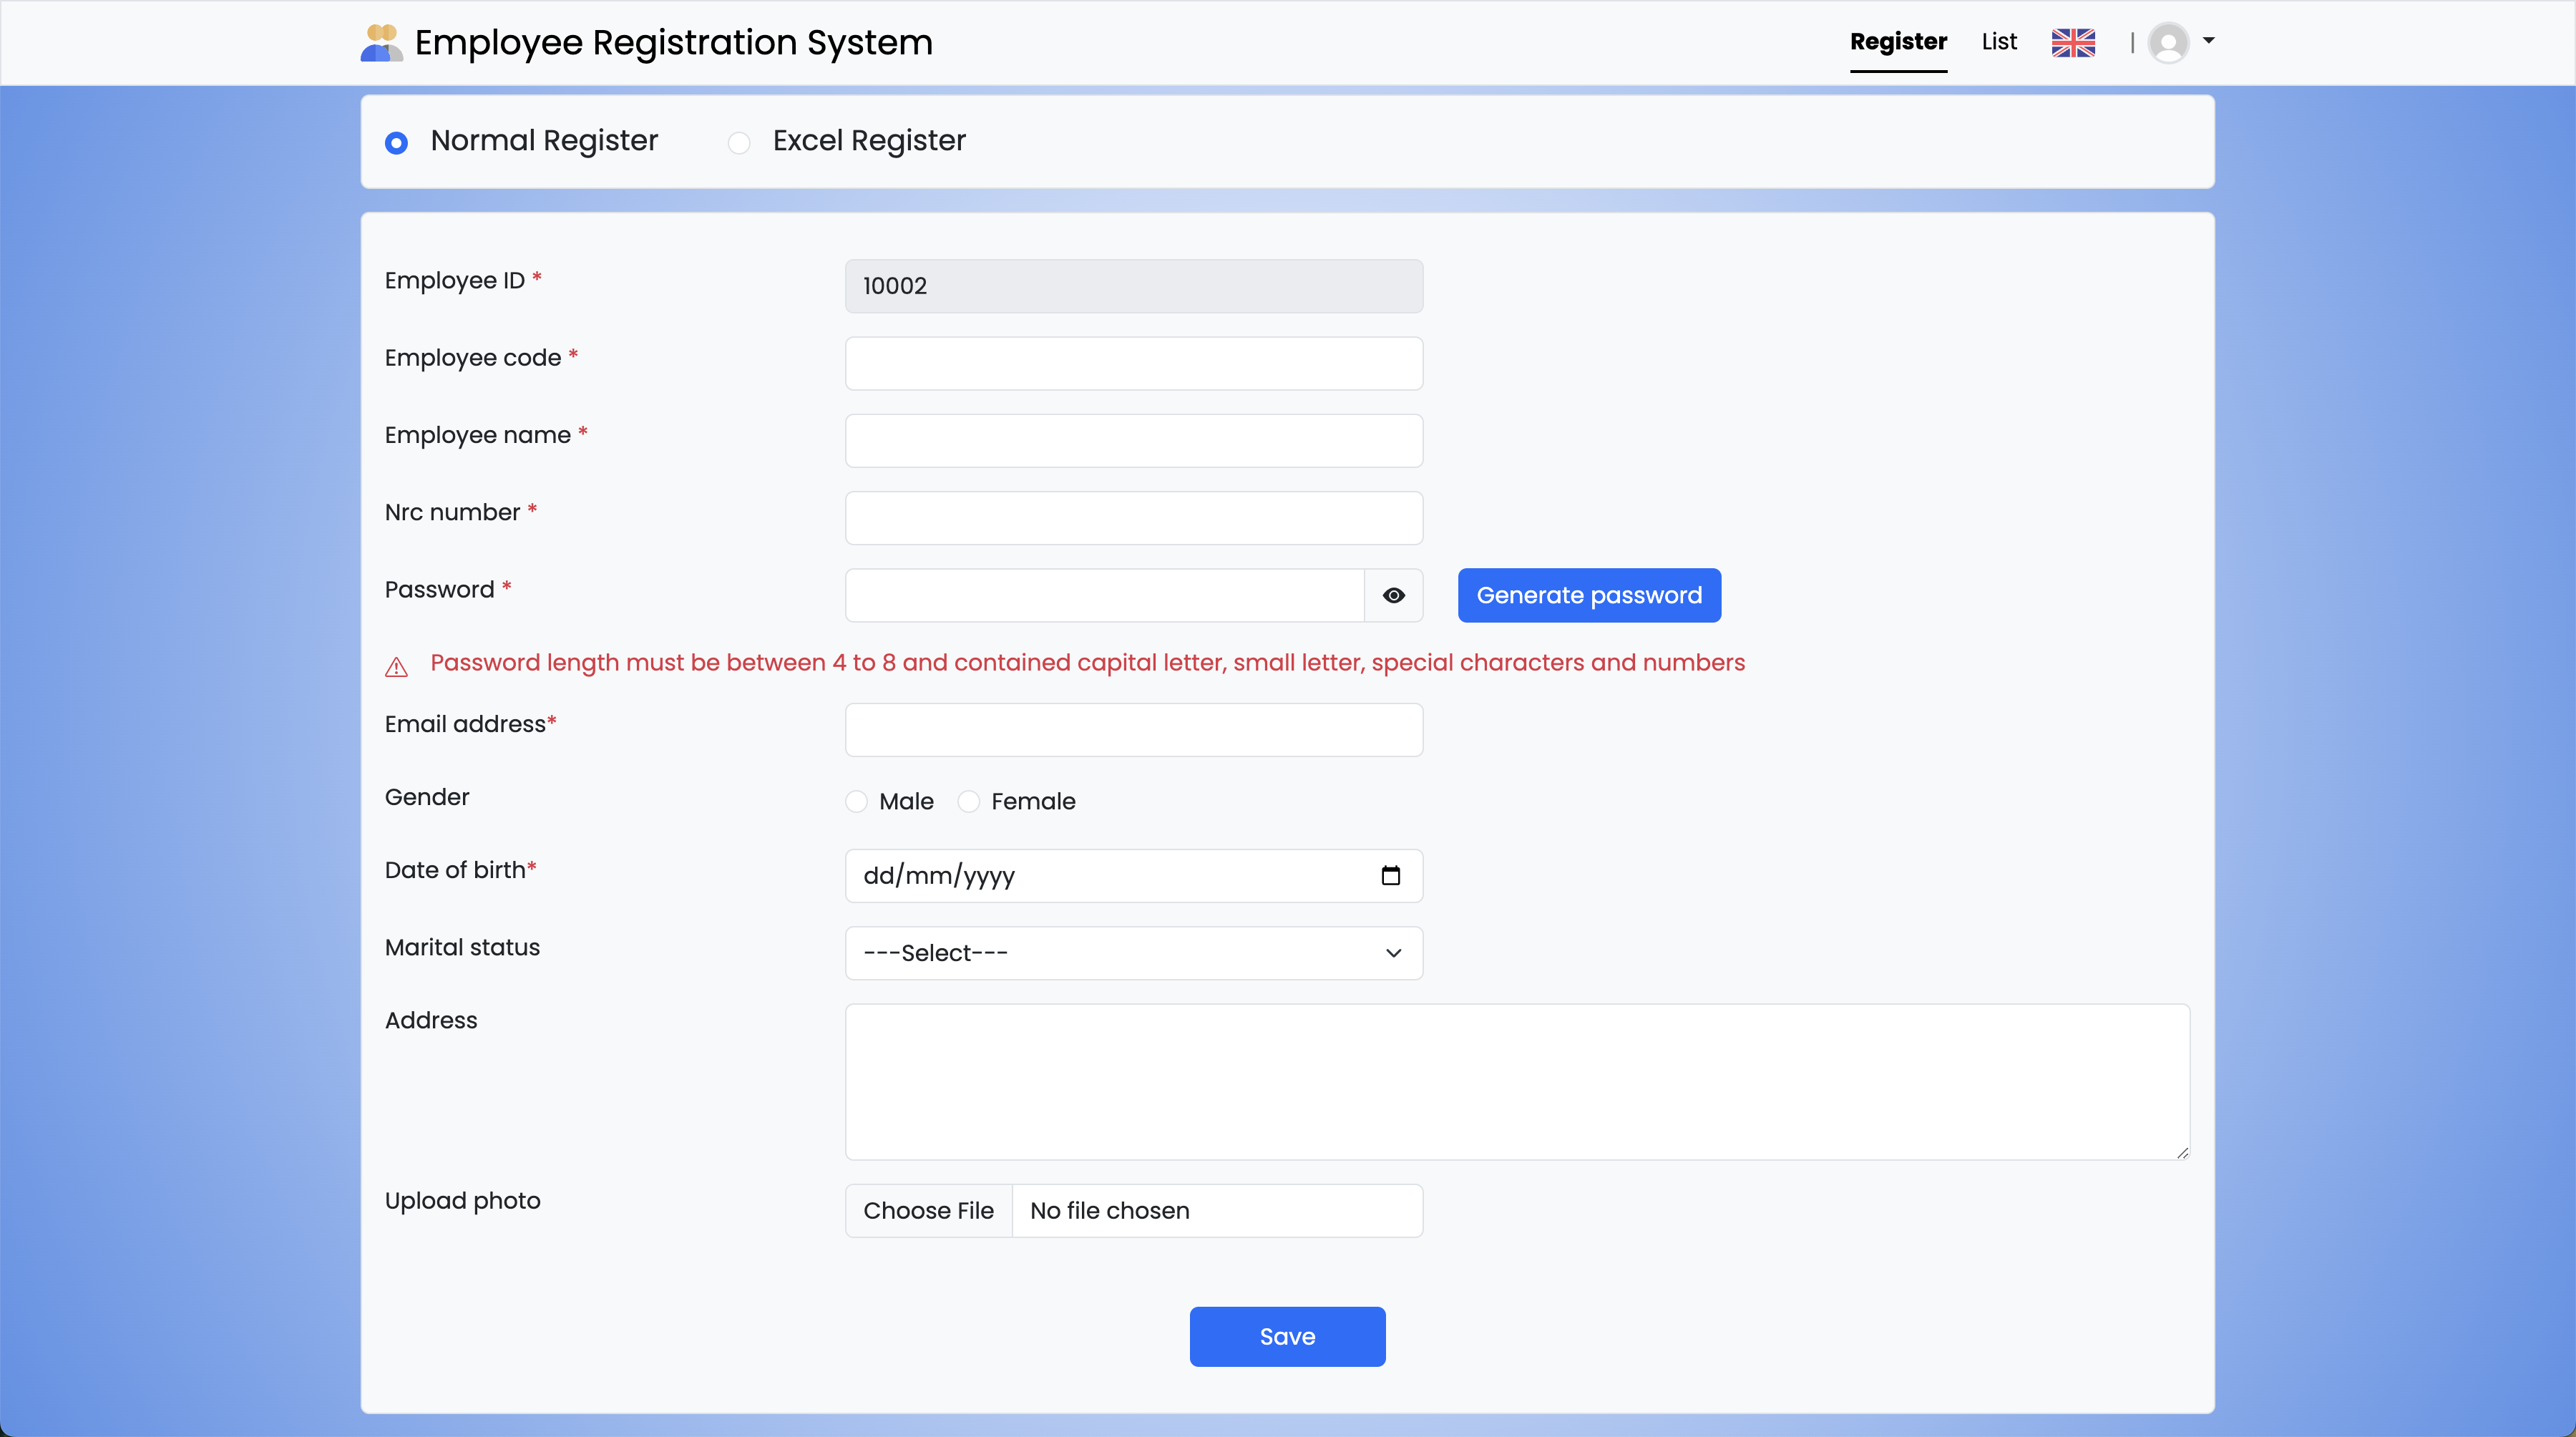 Employee Registration System
Register
List
|
Normal Register
Excel Register
Employee ID *
10002
Employee code *
Employee name *
Nrc number *
Password *
Generate password
Password length must be between 4 to 8 and contained capital letter, small letter, special characters and numbers
Email address*
Gender
Male
Female
Date of birth*
dd/mm/yyyy
Marital status
---Select---
Address
Upload photo
Choose File
No file chosen
Save